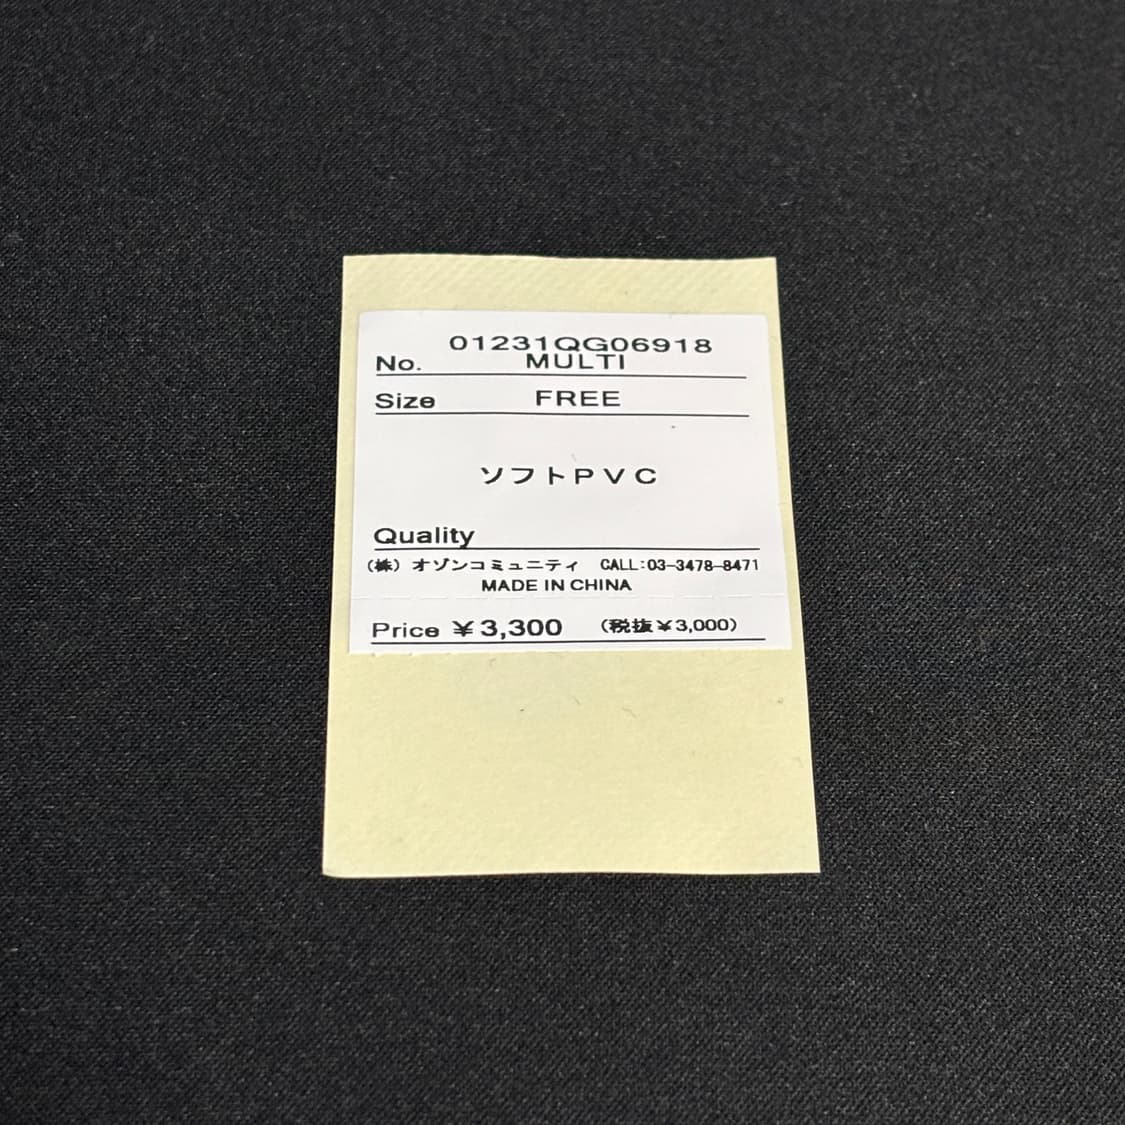 01231QG06918
No. MULTI
Size FREE
ソフトＰＶＣ
Quality
（株）オゾンコミュニティ CALL:03-3478-8471
MADE IN CHINA
Price ￥3,300 （税抜￥3,000）